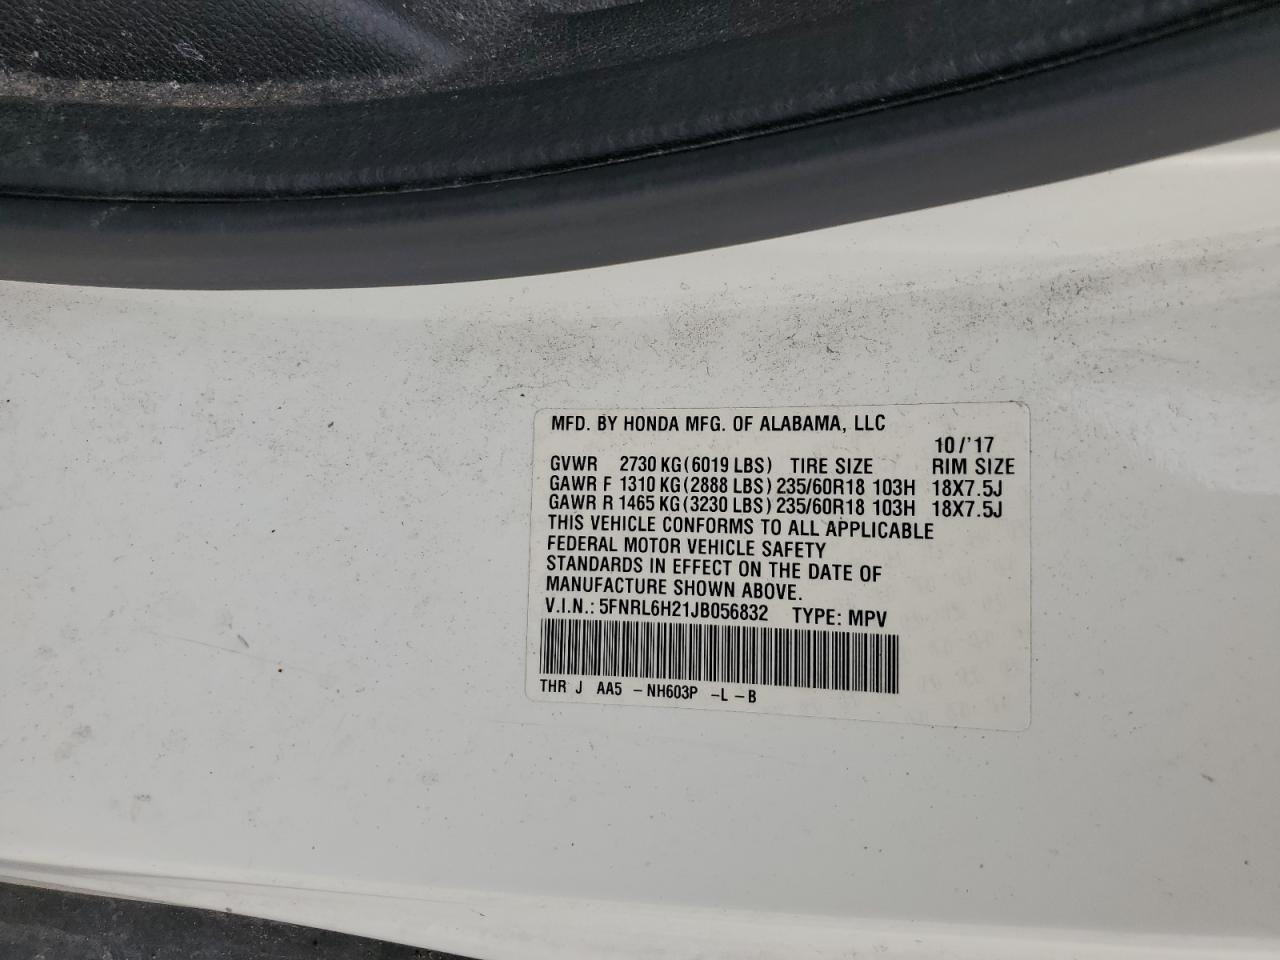 MFD. BY HONDA MFG. OF ALABAMA, LLC
10/'17
GVWR 2730 KG(6019 LBS) TIRE SIZE RIM SIZE
GAWR F 1310 KG(2888 LBS) 235/60R18 103H 18X7.5J
GAWR R 1465 KG(3230 LBS) 235/60R18 103H 18X7.5J
THIS VEHICLE CONFORMS TO ALL APPLICABLE
FEDERAL MOTOR VEHICLE SAFETY
STANDARDS IN EFFECT ON THE DATE OF
MANUFACTURE SHOWN ABOVE.
V.I.N.: 5FNRL6H21JB056832 TYPE: MPV
THR J AA5 - NH603P - L - B